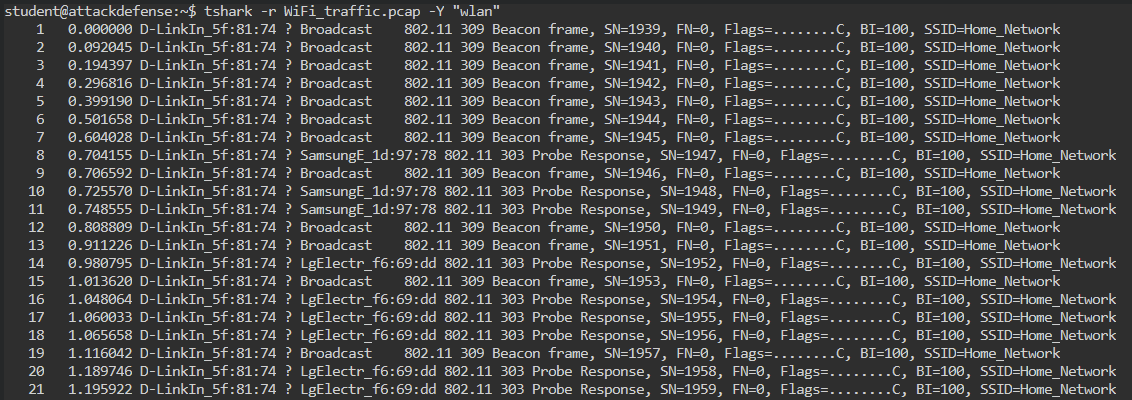 student@attackdefense:~$ tshark -r WiFi_traffic.pcap -Y "wlan"
1 0.000000 D-LinkIn_5f:81:74 ? Broadcast 802.11 309 Beacon frame, SN=1939, FN=0, Flags=........C, BI=100, SSID=Home_Network
2 0.092045 D-LinkIn_5f:81:74 ? Broadcast 802.11 309 Beacon frame, SN=1940, FN=0, Flags=........C, BI=100, SSID=Home_Network
3 0.194397 D-LinkIn_5f:81:74 ? Broadcast 802.11 309 Beacon frame, SN=1941, FN=0, Flags=........C, BI=100, SSID=Home_Network
4 0.296816 D-LinkIn_5f:81:74 ? Broadcast 802.11 309 Beacon frame, SN=1942, FN=0, Flags=........C, BI=100, SSID=Home_Network
5 0.399190 D-LinkIn_5f:81:74 ? Broadcast 802.11 309 Beacon frame, SN=1943, FN=0, Flags=........C, BI=100, SSID=Home_Network
6 0.501658 D-LinkIn_5f:81:74 ? Broadcast 802.11 309 Beacon frame, SN=1944, FN=0, Flags=........C, BI=100, SSID=Home_Network
7 0.604028 D-LinkIn_5f:81:74 ? Broadcast 802.11 309 Beacon frame, SN=1945, FN=0, Flags=........C, BI=100, SSID=Home_Network
8 0.704155 D-LinkIn_5f:81:74 ? SamsungE_1d:97:78 802.11 303 Probe Response, SN=1947, FN=0, Flags=........C, BI=100, SSID=Home_Network
9 0.706592 D-LinkIn_5f:81:74 ? Broadcast 802.11 309 Beacon frame, SN=1946, FN=0, Flags=........C, BI=100, SSID=Home_Network
10 0.725570 D-LinkIn_5f:81:74 ? SamsungE_1d:97:78 802.11 303 Probe Response, SN=1948, FN=0, Flags=........C, BI=100, SSID=Home_Network
11 0.748555 D-LinkIn_5f:81:74 ? SamsungE_1d:97:78 802.11 303 Probe Response, SN=1949, FN=0, Flags=........C, BI=100, SSID=Home_Network
12 0.808809 D-LinkIn_5f:81:74 ? Broadcast 802.11 309 Beacon frame, SN=1950, FN=0, Flags=........C, BI=100, SSID=Home_Network
13 0.911226 D-LinkIn_5f:81:74 ? Broadcast 802.11 309 Beacon frame, SN=1951, FN=0, Flags=........C, BI=100, SSID=Home_Network
14 0.980795 D-LinkIn_5f:81:74 ? LgElectr_f6:69:dd 802.11 303 Probe Response, SN=1952, FN=0, Flags=........C, BI=100, SSID=Home_Network
15 1.013620 D-LinkIn_5f:81:74 ? Broadcast 802.11 309 Beacon frame, SN=1953, FN=0, Flags=........C, BI=100, SSID=Home_Network
16 1.048064 D-LinkIn_5f:81:74 ? LgElectr_f6:69:dd 802.11 303 Probe Response, SN=1954, FN=0, Flags=........C, BI=100, SSID=Home_Network
17 1.060033 D-LinkIn_5f:81:74 ? LgElectr_f6:69:dd 802.11 303 Probe Response, SN=1955, FN=0, Flags=........C, BI=100, SSID=Home_Network
18 1.065658 D-LinkIn_5f:81:74 ? LgElectr_f6:69:dd 802.11 303 Probe Response, SN=1956, FN=0, Flags=........C, BI=100, SSID=Home_Network
19 1.116042 D-LinkIn_5f:81:74 ? Broadcast 802.11 309 Beacon frame, SN=1957, FN=0, Flags=........C, BI=100, SSID=Home_Network
20 1.189746 D-LinkIn_5f:81:74 ? LgElectr_f6:69:dd 802.11 303 Probe Response, SN=1958, FN=0, Flags=........C, BI=100, SSID=Home_Network
21 1.195922 D-LinkIn_5f:81:74 ? LgElectr_f6:69:dd 802.11 303 Probe Response, SN=1959, FN=0, Flags=........C, BI=100, SSID=Home_Network